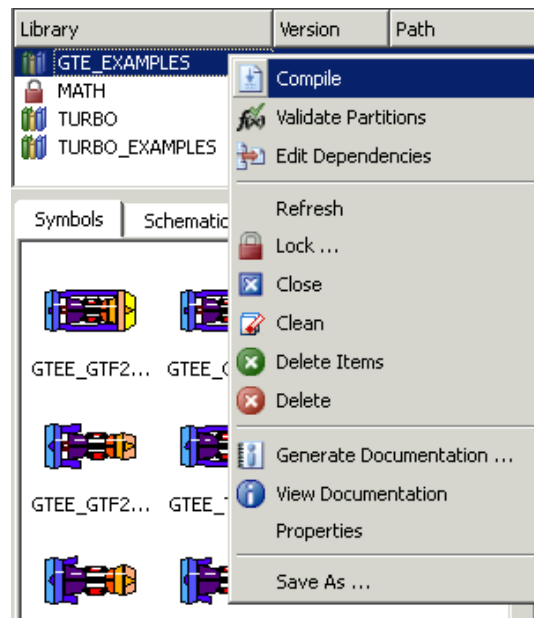 Library Version Path
GTE_EXAMPLES
MATH
TURBO
TURBO_EXAMPLES
Compile
Validate Partitions
Edit Dependencies
Refresh
Lock ...
Close
Clean
Delete Items
Delete
Generate Documentation ...
View Documentation
Properties
Save As ...
Symbols Schematic
GTEE_GTF2... GTEE_
GTEE_GTF2... GTEE_